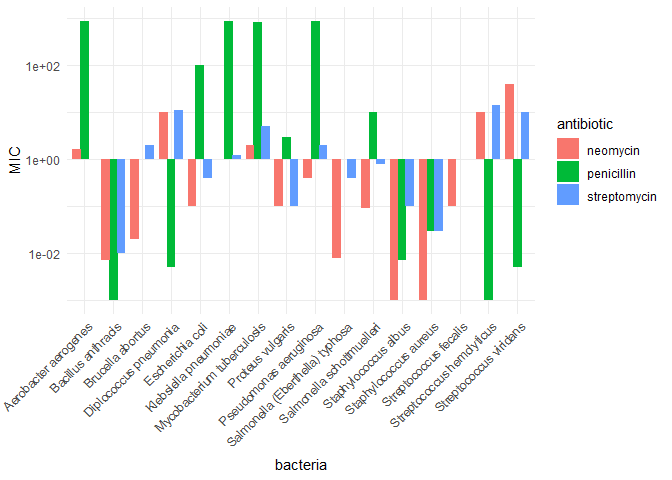 MIC
1e+02
1e+00
1e-02
Aerobacter aerogenes
Bacillus anthracis
Brucella abortus
Diplococcus pneumonia
Escherichia coli
Klebsiella pneumoniae
Mycobacterium tuberculosis
Proteus vulgaris
Pseudomonas aeruginosa
Salmonella (Eberthella) typhosa
Salmonella schottmuelleri
Staphylococcus albus
Staphylococcus aureus
Streptococcus fecalis
Streptococcus hemolyticus
Streptococcus viridans
bacteria
antibiotic
neomycin
penicillin
streptomycin